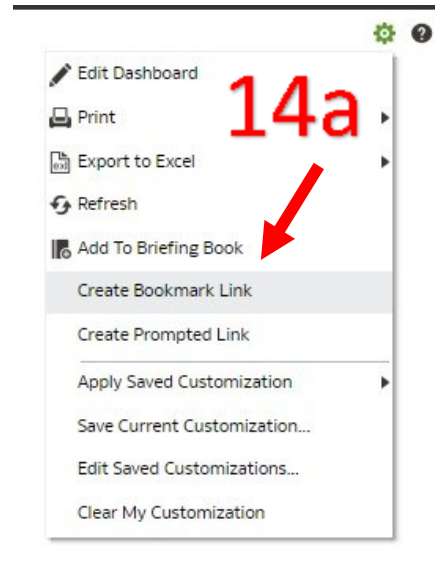 ?
Edit Dashboard
14a
Print
Export to Excel
Refresh
Add To Briefing Book
Create Bookmark Link
Create Prompted Link
Apply Saved Customization
Save Current Customization...
Edit Saved Customizations...
Clear My Customization